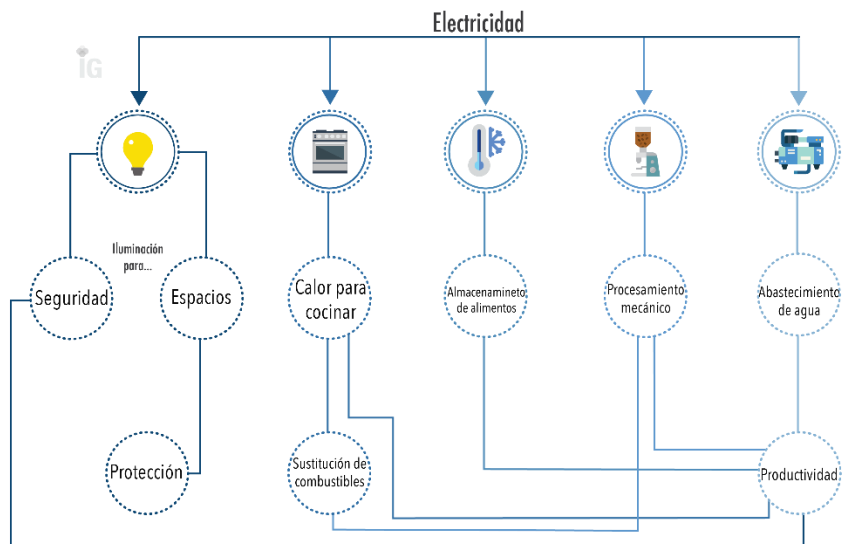 Electricidad
iG
Iluminación
para...
Seguridad
Espacios
Calor para
cocinar
Almacenamineto
de alimentos
Procesamiento
mecánico
Abastecimiento
de agua
Protección
Sustitución de
combustibles
Productividad